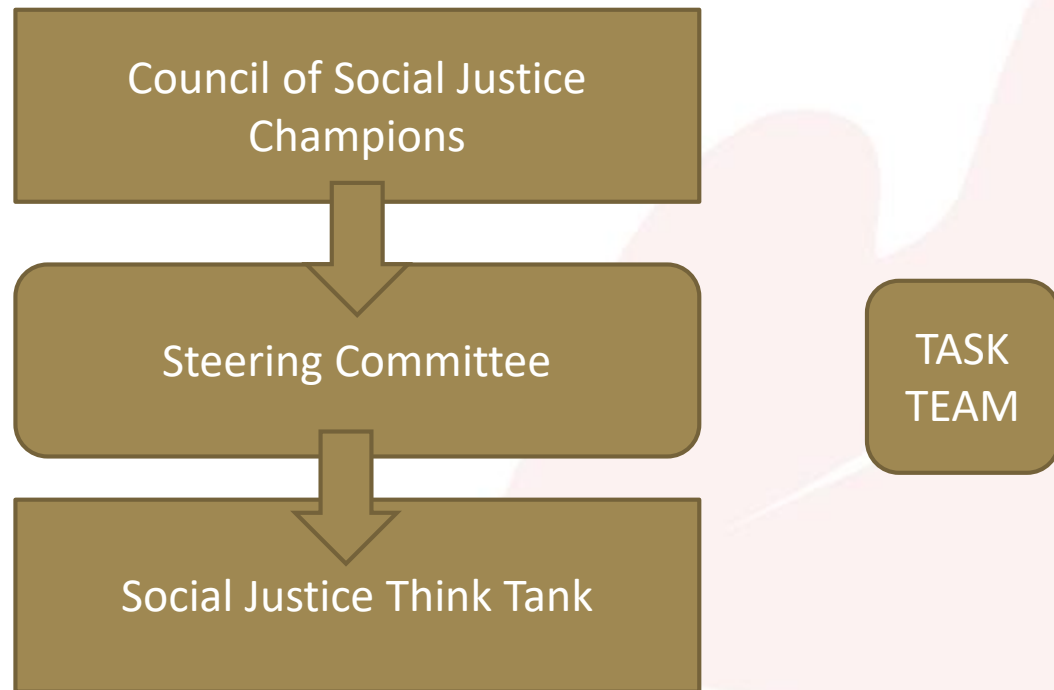 Council of Social Justice
Champions
Steering Committee
TASK
TEAM
Social Justice Think Tank